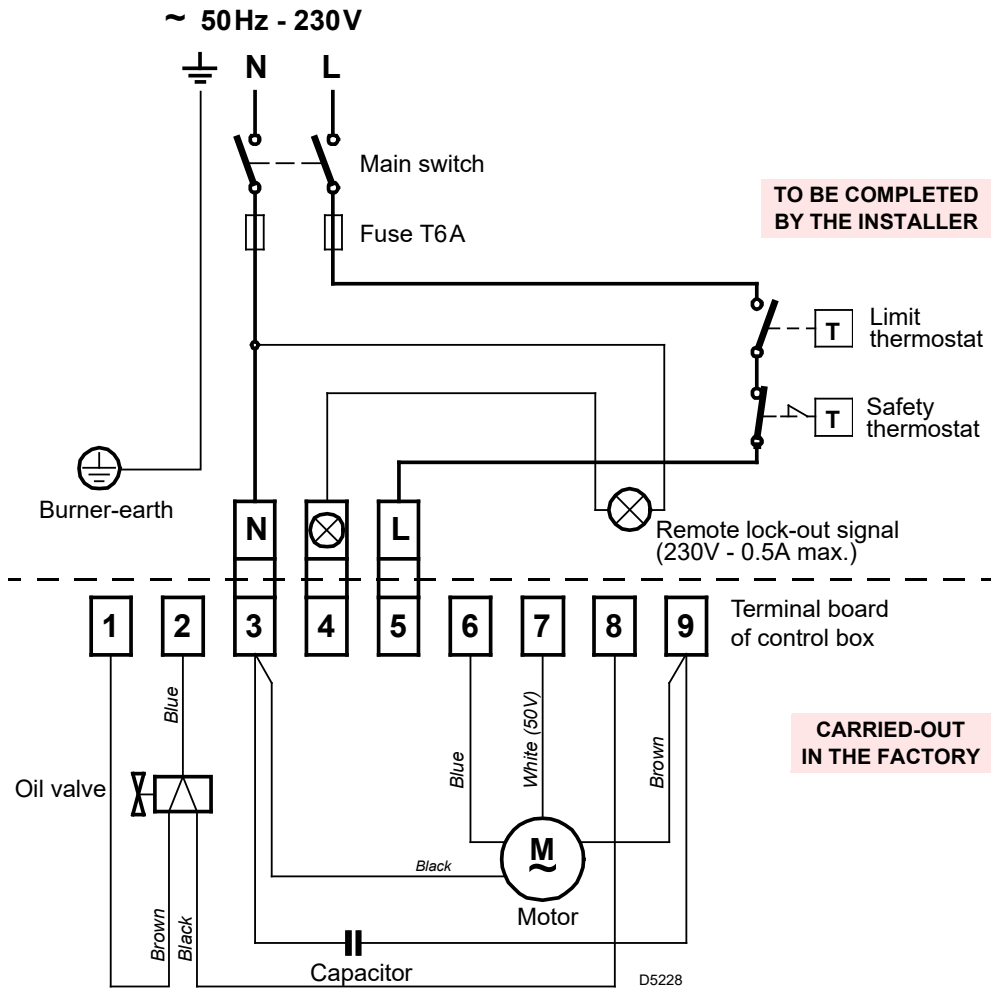 ~ 50Hz - 230V
N L
Main switch
TO BE COMPLETED
BY THE INSTALLER
Fuse T6A
T
Limit
thermostat
T
Safety
thermostat
Burner-earth
N L
Remote lock-out signal
(230V - 0.5A max.)
1 2 3 4 5 6 7 8 9
Terminal board
of control box
Blue
Blue
White (50V)
Brown
CARRIED-OUT
IN THE FACTORY
Oil valve
M
~
Black
Motor
Brown
Black
Capacitor
D5228